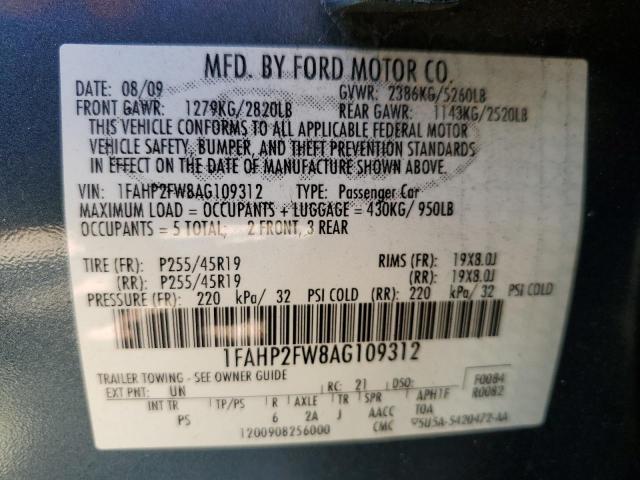 MFD. BY FORD MOTOR CO.
DATE: 08/09 GVWR: 2386KG/5260LB
FRONT GAWR: 1279KG/2820LB REAR GAWR: 1143KG/2520LB
THIS VEHICLE CONFORMS TO ALL APPLICABLE FEDERAL MOTOR
VEHICLE SAFETY, BUMPER, AND THEFT PREVENTION STANDARDS
IN EFFECT ON THE DATE OF MANUFACTURE SHOWN ABOVE.
VIN: 1FAHP2FW8AG109312 TYPE: Passenger Car
MAXIMUM LOAD = OCCUPANTS + LUGGAGE = 430KG/ 950LB
OCCUPANTS = 5 TOTAL, 2 FRONT, 3 REAR
TIRE (FR): P255/45R19 RIMS (FR): 19X8.0J
(RR): P255/45R19 (RR): 19X8.0J
PRESSURE (FR): 220 kPa/ 32 PSI COLD (RR): 220 kPa/ 32 PSI COLD
1FAHP2FW8AG109312
TRAILER TOWING - SEE OWNER GUIDE
EXT PNT: UN RC: 21 DSO: F0084
R0082
INT TR TP/PS R AXLE TR SPR APH1F
PS 6 2A J AACC TOA
1200908256000 CMC 5U5A-5420472-AA